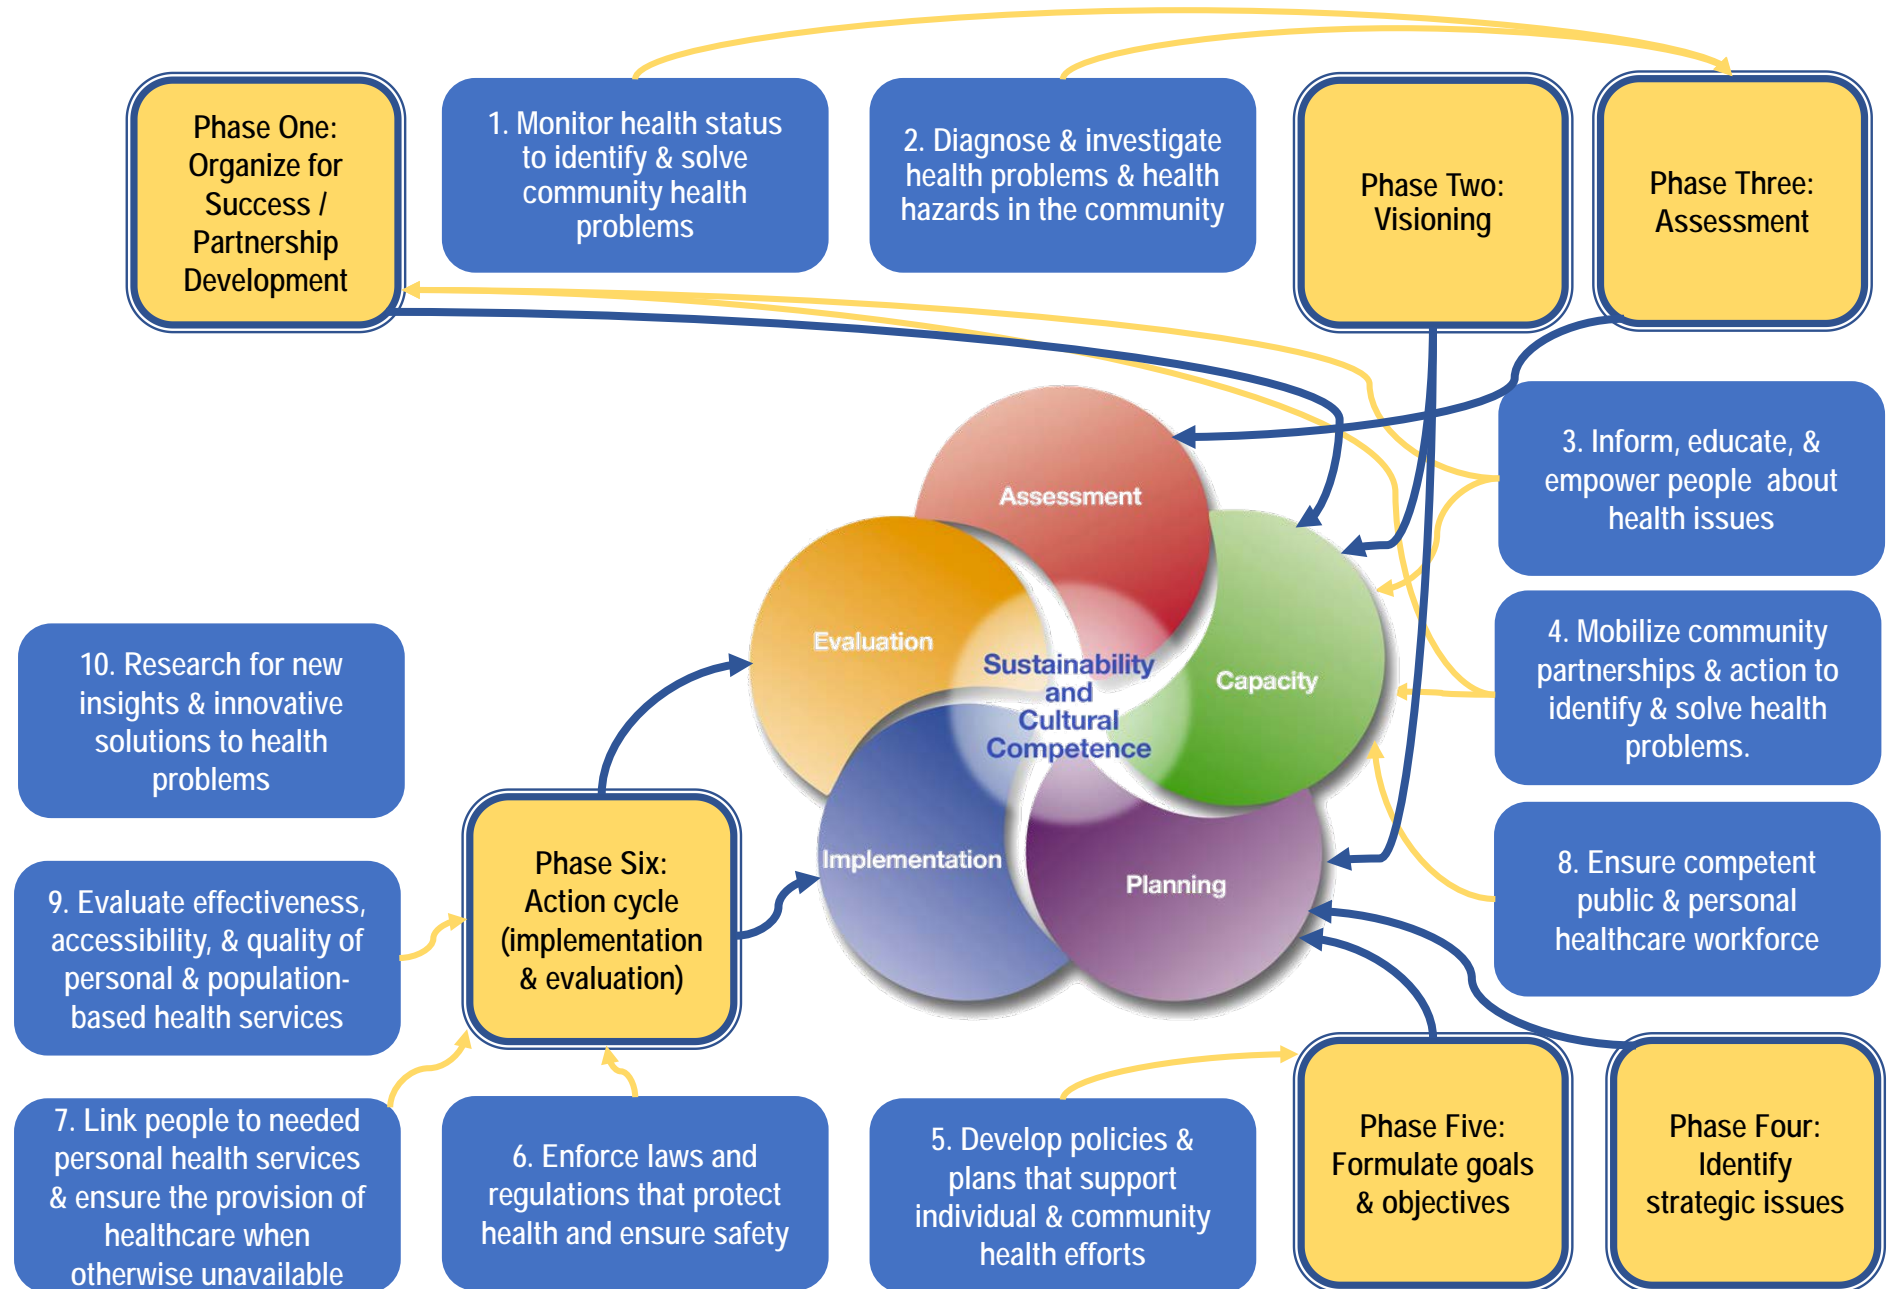 Phase One:
Organize for
Success /
Partnership
Development
1. Monitor health status
to identify & solve
community health
problems
2. Diagnose & investigate
health problems & health
hazards in the community
Phase Two:
Visioning
Phase Three:
Assessment
3. Inform, educate, &
empower people about
health issues
4. Mobilize community
partnerships & action to
identify & solve health
problems.
8. Ensure competent
public & personal
healthcare workforce
Assessment
Evaluation
Sustainability
and
Cultural
Competence
Capacity
Implementation
Planning
10. Research for new
insights & innovative
solutions to health
problems
9. Evaluate effectiveness,
accessibility, & quality of
personal & population-
based health services
Phase Six:
Action cycle
(implementation
& evaluation)
7. Link people to needed
personal health services
& ensure the provision of
healthcare when
otherwise unavailable
6. Enforce laws and
regulations that protect
health and ensure safety
5. Develop policies &
plans that support
individual & community
health efforts
Phase Five:
Formulate goals
& objectives
Phase Four:
Identify
strategic issues